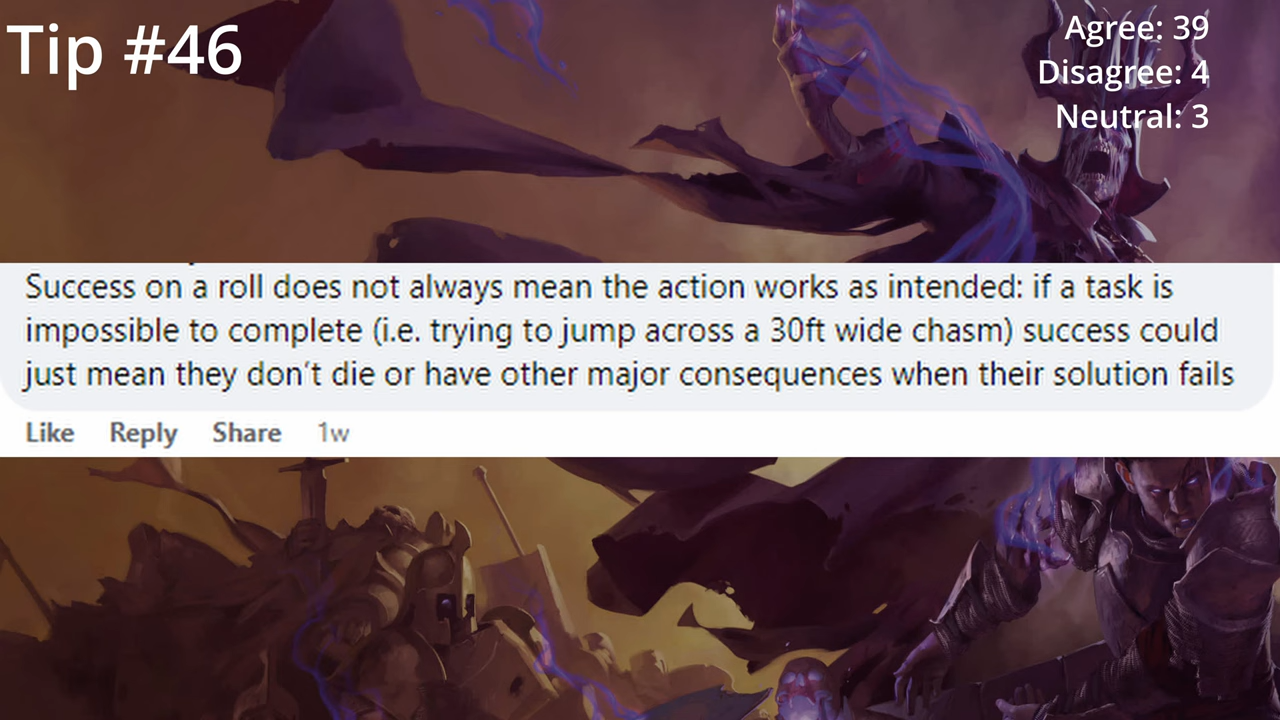 Tip #46
Agree: 39
Disagree: 4
Neutral: 3
Success on a roll does not always mean the action works as intended: if a task is
impossible to complete (i.e. trying to jump across a 30ft wide chasm) success could
just mean they don't die or have other major consequences when their solution fails
Like Reply Share 1w